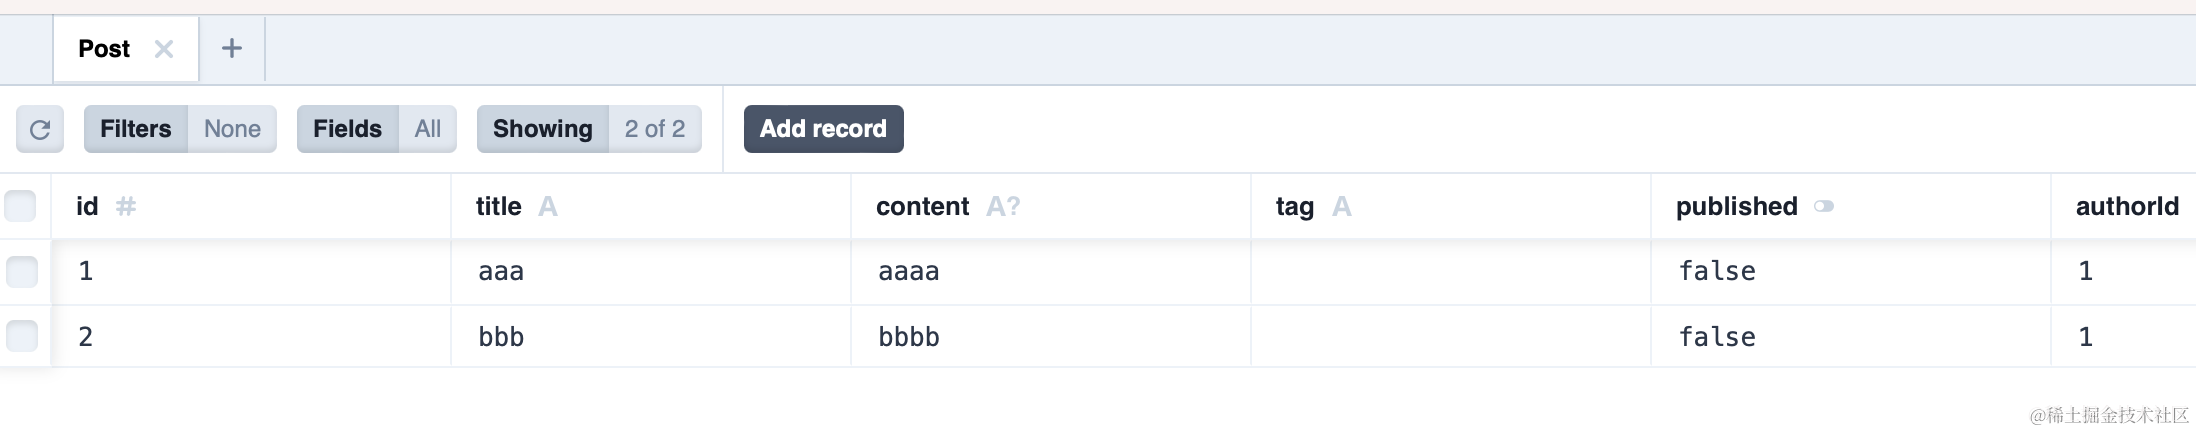 Post
Filters None Fields All Showing 2 of 2 Add record
id # title A content A? tag A published authorId
1 aaa aaaa false 1
2 bbb bbbb false 1
@稀土掘金技术社区